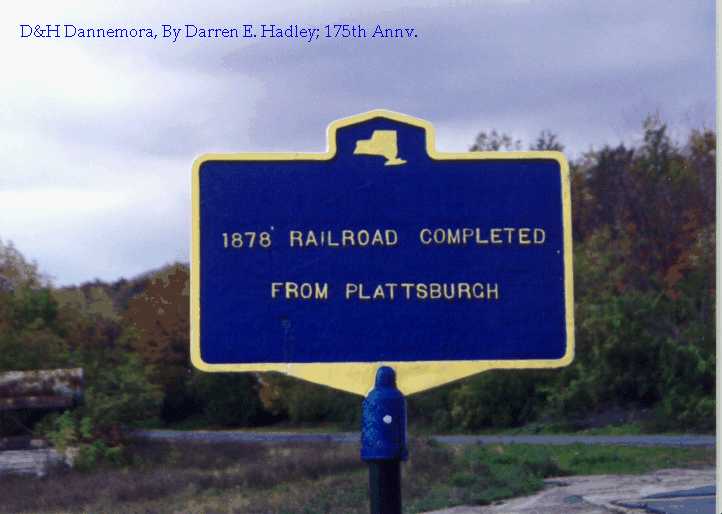 D&H Dannemora, By Darren E. Hadley; 175th Annv.
1878 RAILROAD COMPLETED
FROM PLATTSBURGH